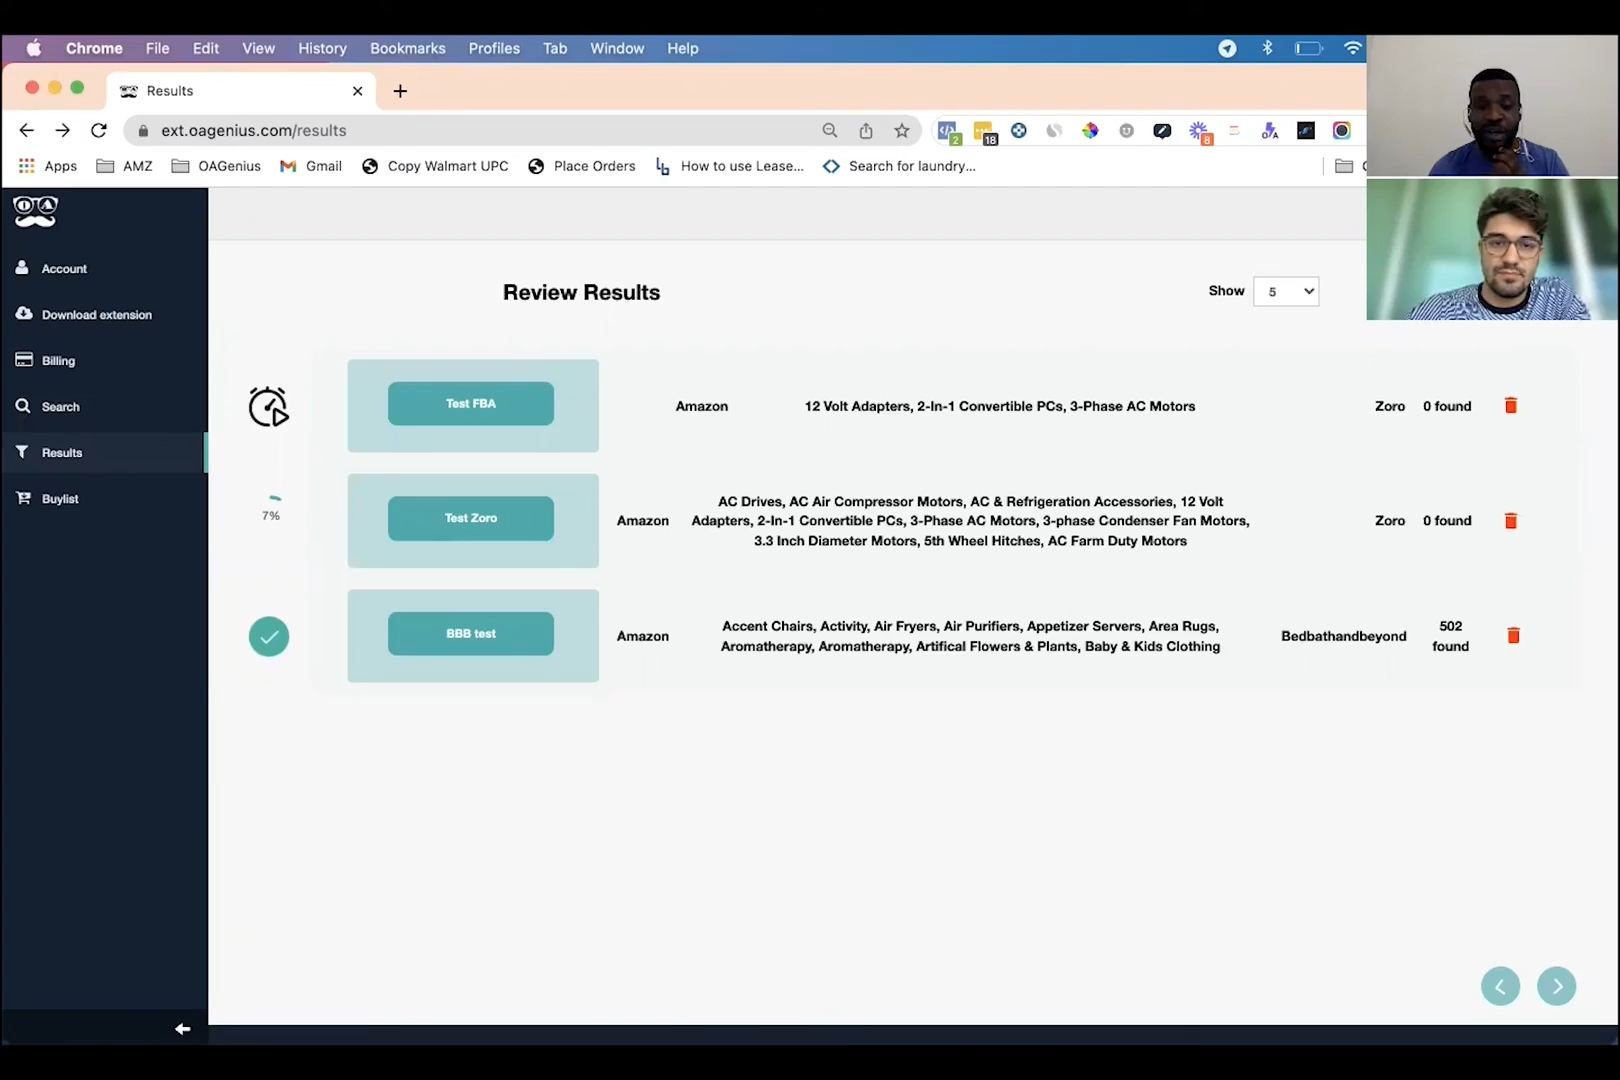 Chrome File Edit View History Bookmarks Profiles Tab Window Help
Results
ext.oagenius.com/results
2
18
8
Apps AMZ OAGenius Gmail Copy Walmart UPC Place Orders How to use Lease... Search for laundry...
OA
Account
Download extension
Billing
Search
Results
Buylist
Review Results
Show 5
Test FBA
Amazon
12 Volt Adapters, 2-In-1 Convertible PCs, 3-Phase AC Motors
Zoro
0 found
7%
Test Zoro
Amazon
AC Drives, AC Air Compressor Motors, AC & Refrigeration Accessories, 12 Volt
Adapters, 2-In-1 Convertible PCs, 3-Phase AC Motors, 3-phase Condenser Fan Motors,
3.3 Inch Diameter Motors, 5th Wheel Hitches, AC Farm Duty Motors
Zoro
0 found
BBB test
Amazon
Accent Chairs, Activity, Air Fryers, Air Purifiers, Appetizer Servers, Area Rugs,
Aromatherapy, Aromatherapy, Artifical Flowers & Plants, Baby & Kids Clothing
Bedbathandbeyond
502
found